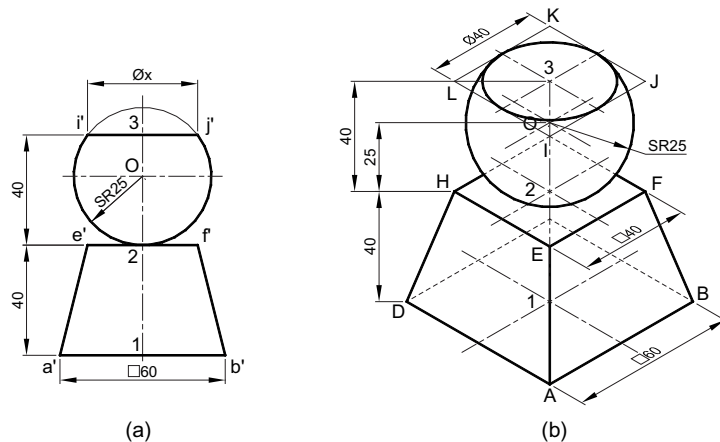 Øx
i'
3
j'
O
SR25
40
e'
2
f'
40
1
a'
□60
b'
(a)
K
Ø40
3
L
J
O
SR25
I
40
25
H
2
F
□40
E
40
1
D
B
□60
A
(b)